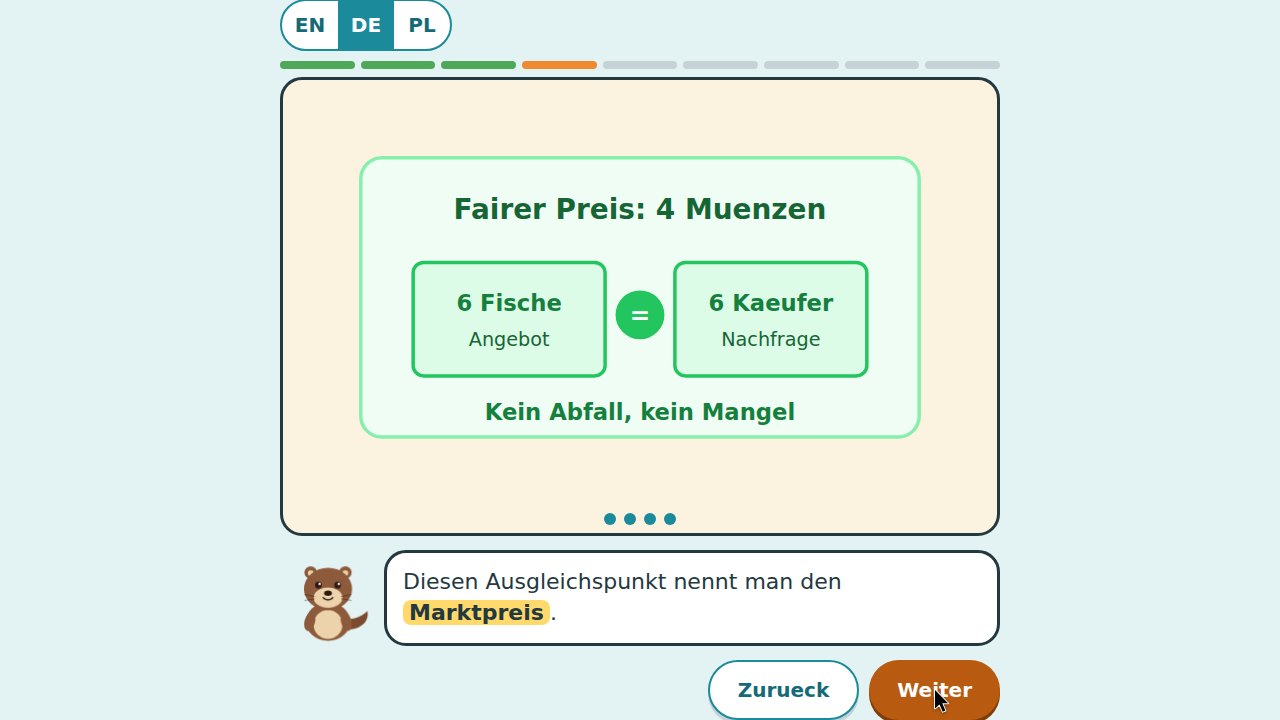 EN DE PL
Fairer Preis: 4 Muenzen
6 Fische
Angebot
=
6 Kaeufer
Nachfrage
Kein Abfall, kein Mangel
Diesen Ausgleichspunkt nennt man den
Marktpreis.
Zurueck
Weiter